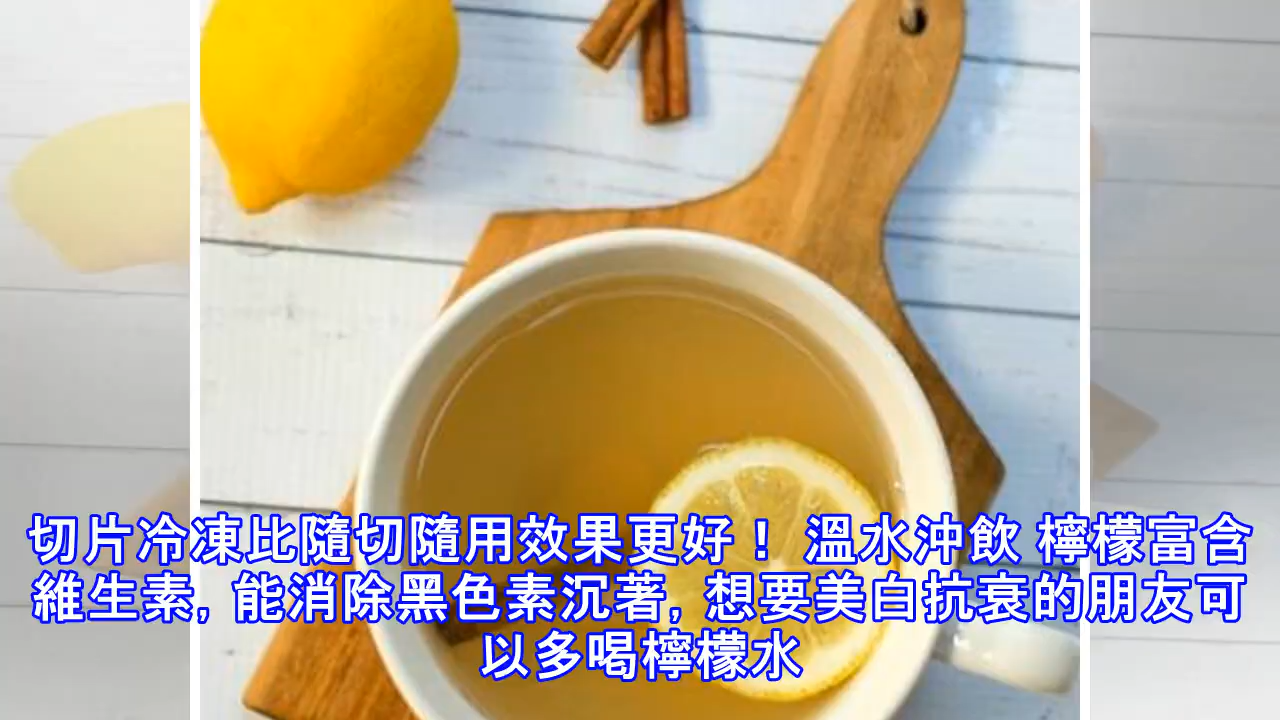 切片冷凍比隨切隨用效果更好！ 溫水沖飲 檸檬富含
維生素, 能消除黑色素沉著, 想要美白抗衰的朋友可
以多喝檸檬水